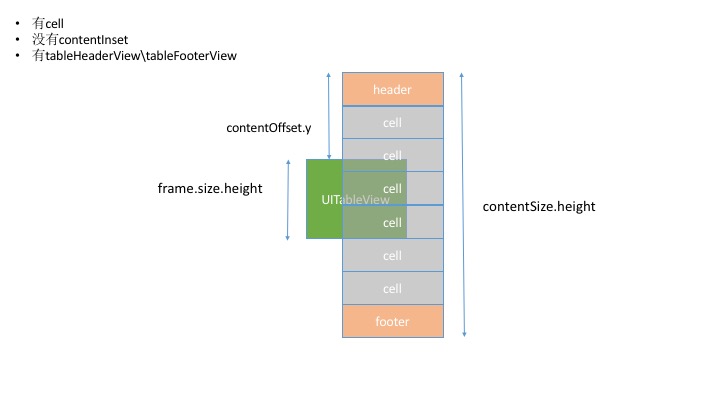 • 有cell
• 没有contentInset
• 有tableHeaderView\tableFooterView
header
contentOffset.y
cell
cell
frame.size.height
cell
UITableView
contentSize.height
cell
cell
cell
footer